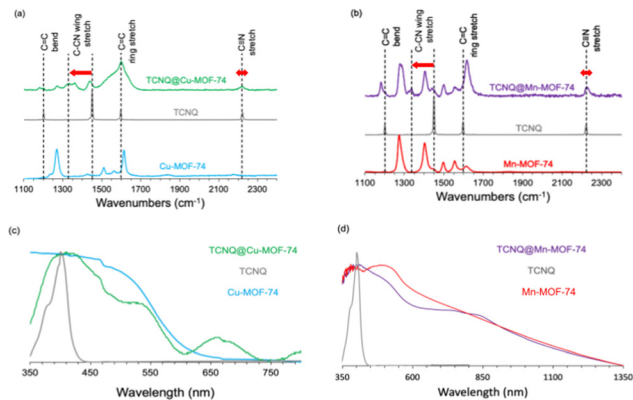 (a)
C=C
bend
C-CN wing
stretch
C=C
ring stretch
C≡N
stretch
TCNQ@Cu-MOF-74
TCNQ
Cu-MOF-74
1100 1300 1500 1700 1900 2100 2300
Wavenumbers (cm⁻¹)
(b)
C=C
bend
C-CN wing
stretch
C=C
ring stretch
C≡N
stretch
TCNQ@Mn-MOF-74
TCNQ
Mn-MOF-74
1100 1300 1500 1700 1900 2100 2300
Wavenumbers (cm⁻¹)
(c)
TCNQ@Cu-MOF-74
TCNQ
Cu-MOF-74
350 450 550 650 750
Wavelength (nm)
(d)
TCNQ@Mn-MOF-74
TCNQ
Mn-MOF-74
350 600 850 1100 1350
Wavelength (nm)